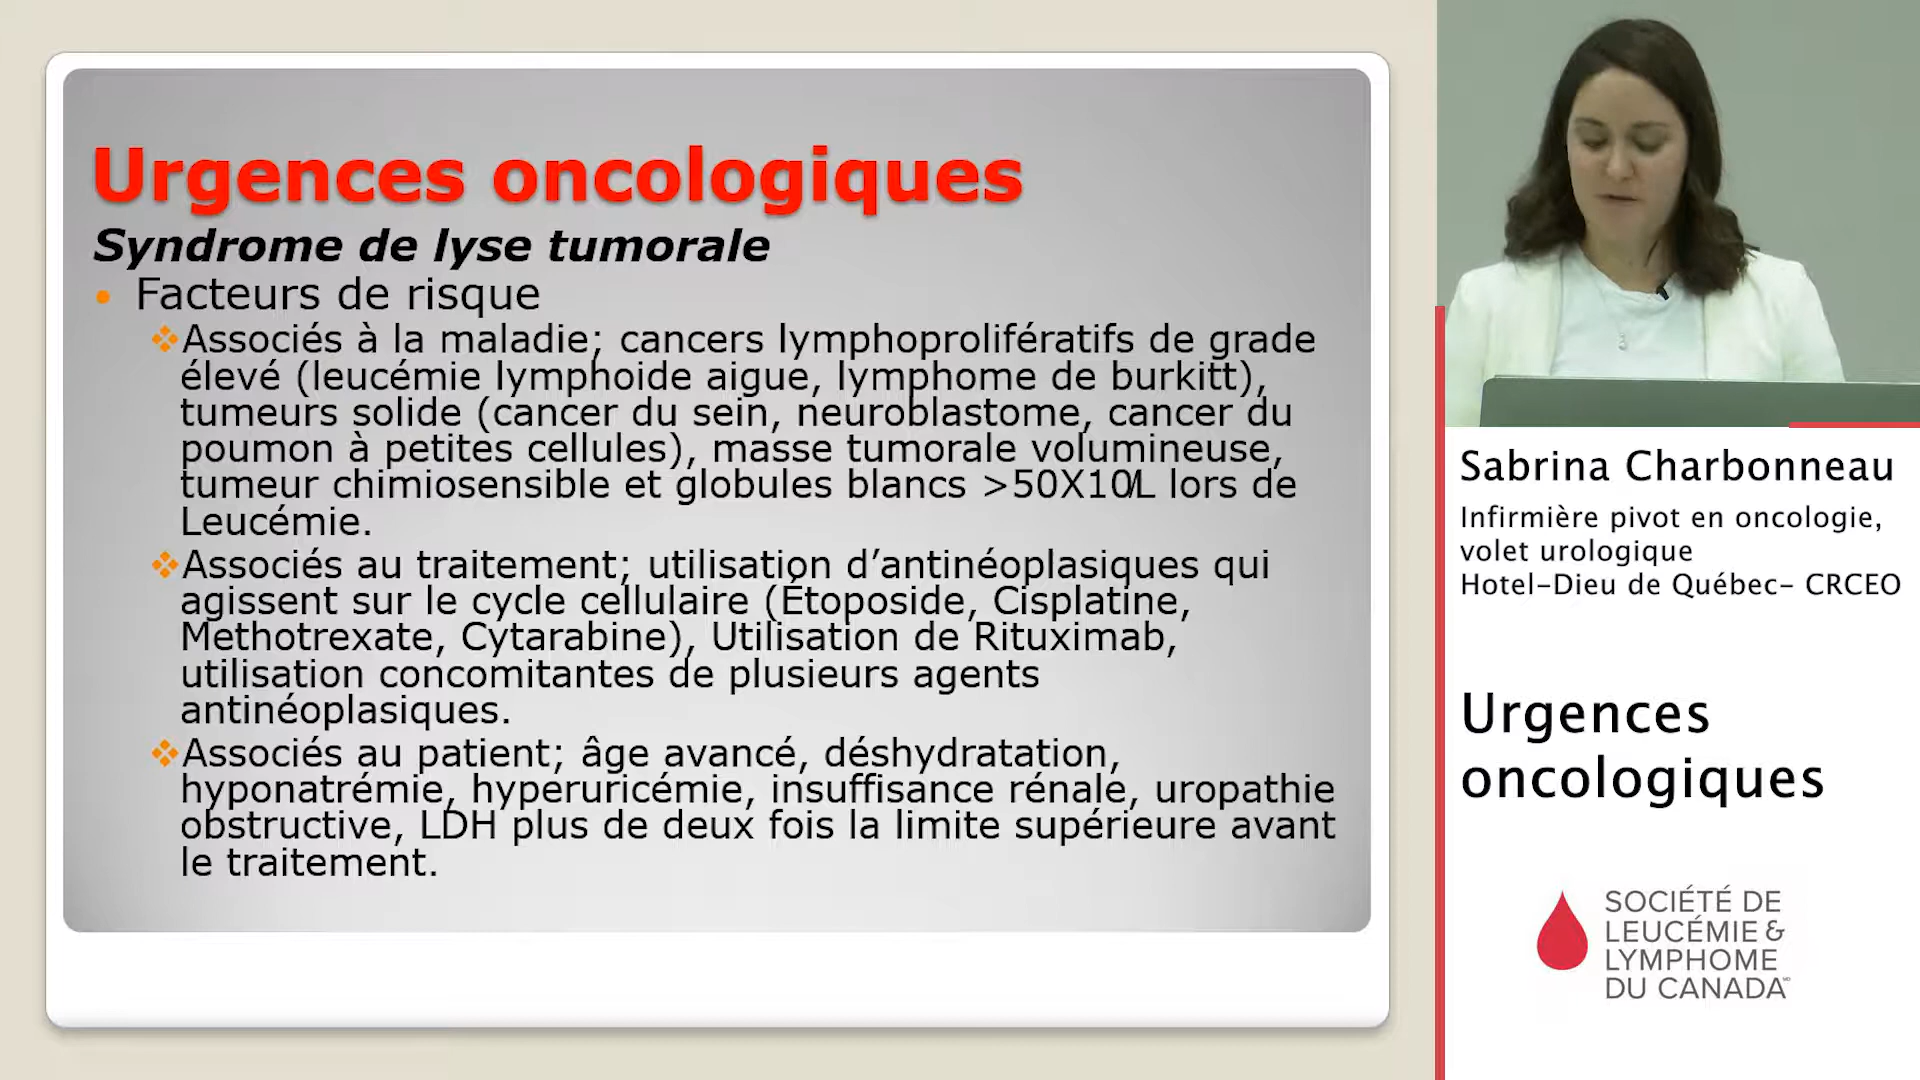 Urgences oncologiques
Syndrome de lyse tumorale
• Facteurs de risque
❖Associés à la maladie; cancers lymphoprolifératifs de grade
élevé (leucémie lymphoide aigue, lymphome de burkitt),
tumeurs solide (cancer du sein, neuroblastome, cancer du
poumon à petites cellules), masse tumorale volumineuse,
tumeur chimiosensible et globules blancs >50X10/L lors de
Leucémie.
❖Associés au traitement; utilisation d’antinéoplasiques qui
agissent sur le cycle cellulaire (Étoposide, Cisplatine,
Methotrexate, Cytarabine), Utilisation de Rituximab,
utilisation concomitantes de plusieurs agents
antinéoplasiques.
❖Associés au patient; âge avancé, déshydratation,
hyponatrémie, hyperuricémie, insuffisance rénale, uropathie
obstructive, LDH plus de deux fois la limite supérieure avant
le traitement.
Sabrina Charbonneau
Infirmière pivot en oncologie,
volet urologique
Hotel-Dieu de Québec- CRCEO
Urgences
oncologiques
SOCIÉTÉ DE
LEUCÉMIE &
LYMPHOME
DU CANADA